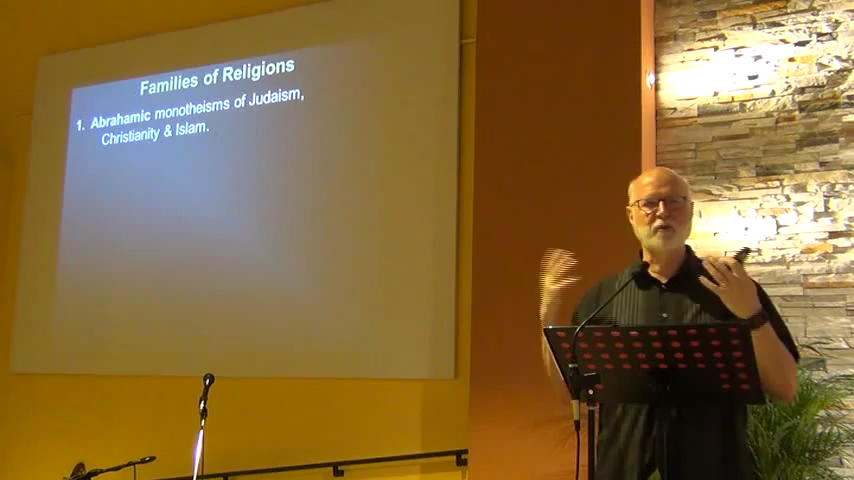 Families of Religions
1. Abrahamic monotheisms of Judaism,
Christianity & Islam.